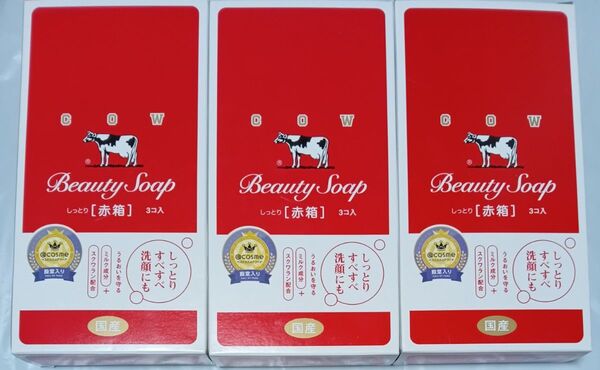 COW
Beauty Soap
しっとり [赤箱] 3コ入
@cosme
殿堂入り
うるおいを守る
ミルク成分 +
スクワラン配合
しっとり
すべすべ
洗顔にも
国産
COW
Beauty Soap
しっとり [赤箱] 3コ入
@cosme
殿堂入り
うるおいを守る
ミルク成分 +
スクワラン配合
しっとり
すべすべ
洗顔にも
国産
COW
Beauty Soap
しっとり [赤箱] 3コ入
@cosme
殿堂入り
うるおいを守る
ミルク成分 +
スクワラン配合
しっとり
すべすべ
洗顔にも
国産